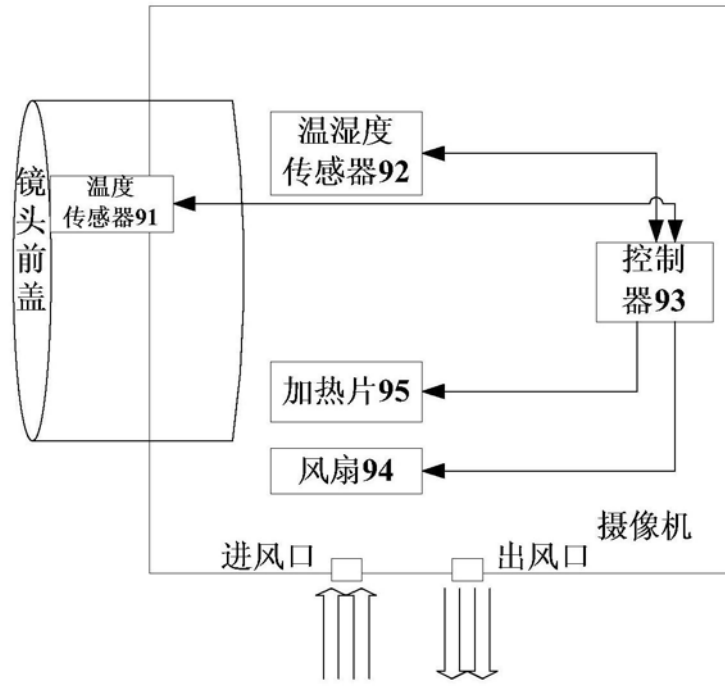 温湿度
传感器92
镜头前盖
温度
传感器91
控制
器93
加热片95
风扇94
摄像机
进风口
出风口